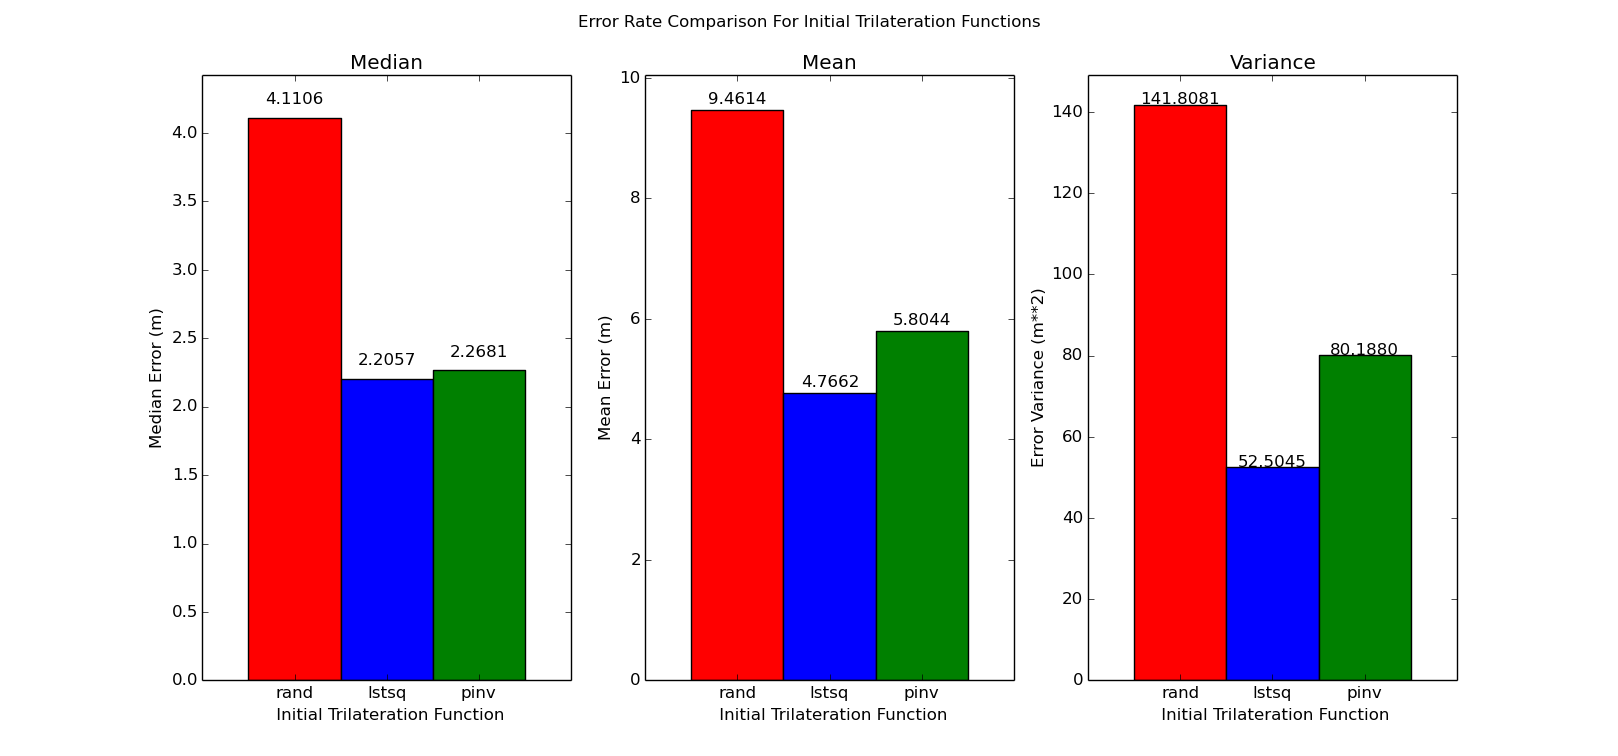 Error Rate Comparison For Initial Trilateration Functions
Median
4.1106
2.2057
2.2681
4.0
3.5
3.0
2.5
2.0
1.5
1.0
0.5
0.0
Median Error (m)
rand lstsq pinv
Initial Trilateration Function
Mean
9.4614
4.7662
5.8044
10
8
6
4
2
0
Mean Error (m)
rand lstsq pinv
Initial Trilateration Function
Variance
141.8081
52.5045
80.1880
140
120
100
80
60
40
20
0
Error Variance (m**2)
rand lstsq pinv
Initial Trilateration Function